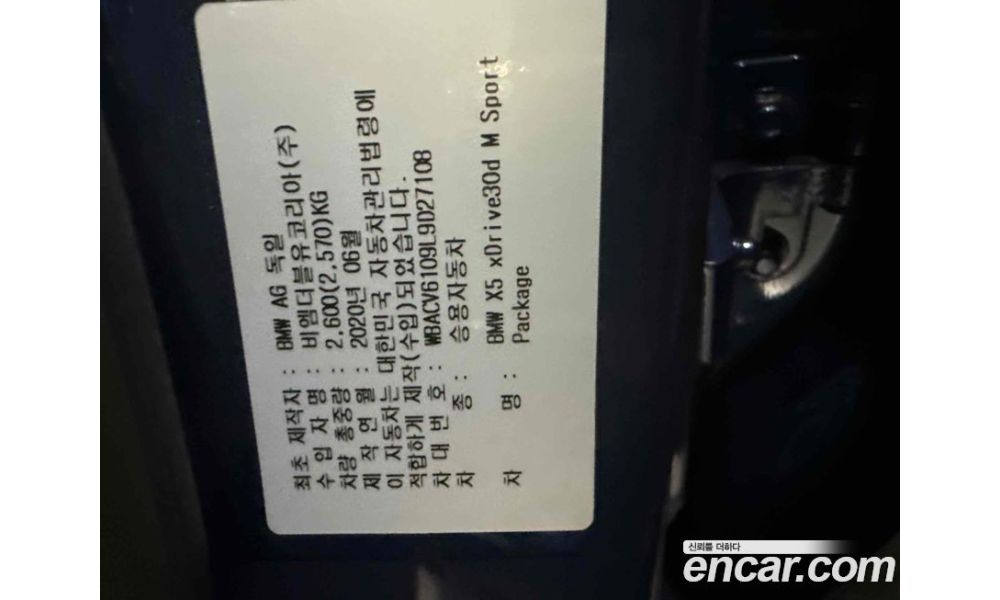 최초 제작자 : BMW AG 독일
수 입 자 명 : 비엠더블유코리아(주)
차량 총중량 : 2,600(2,570)KG
제 작 연 월 : 2020년 06월
이 자동차는 대한민국 자동차관리법령에
적합하게 제작(수입)되었습니다.
차 대 번 호 : WBACV6109L9D27108
차 종 : 승용자동차
차 명 : BMW X5 xDrive30d M Sport
Package
신뢰를 더하다
encar.com